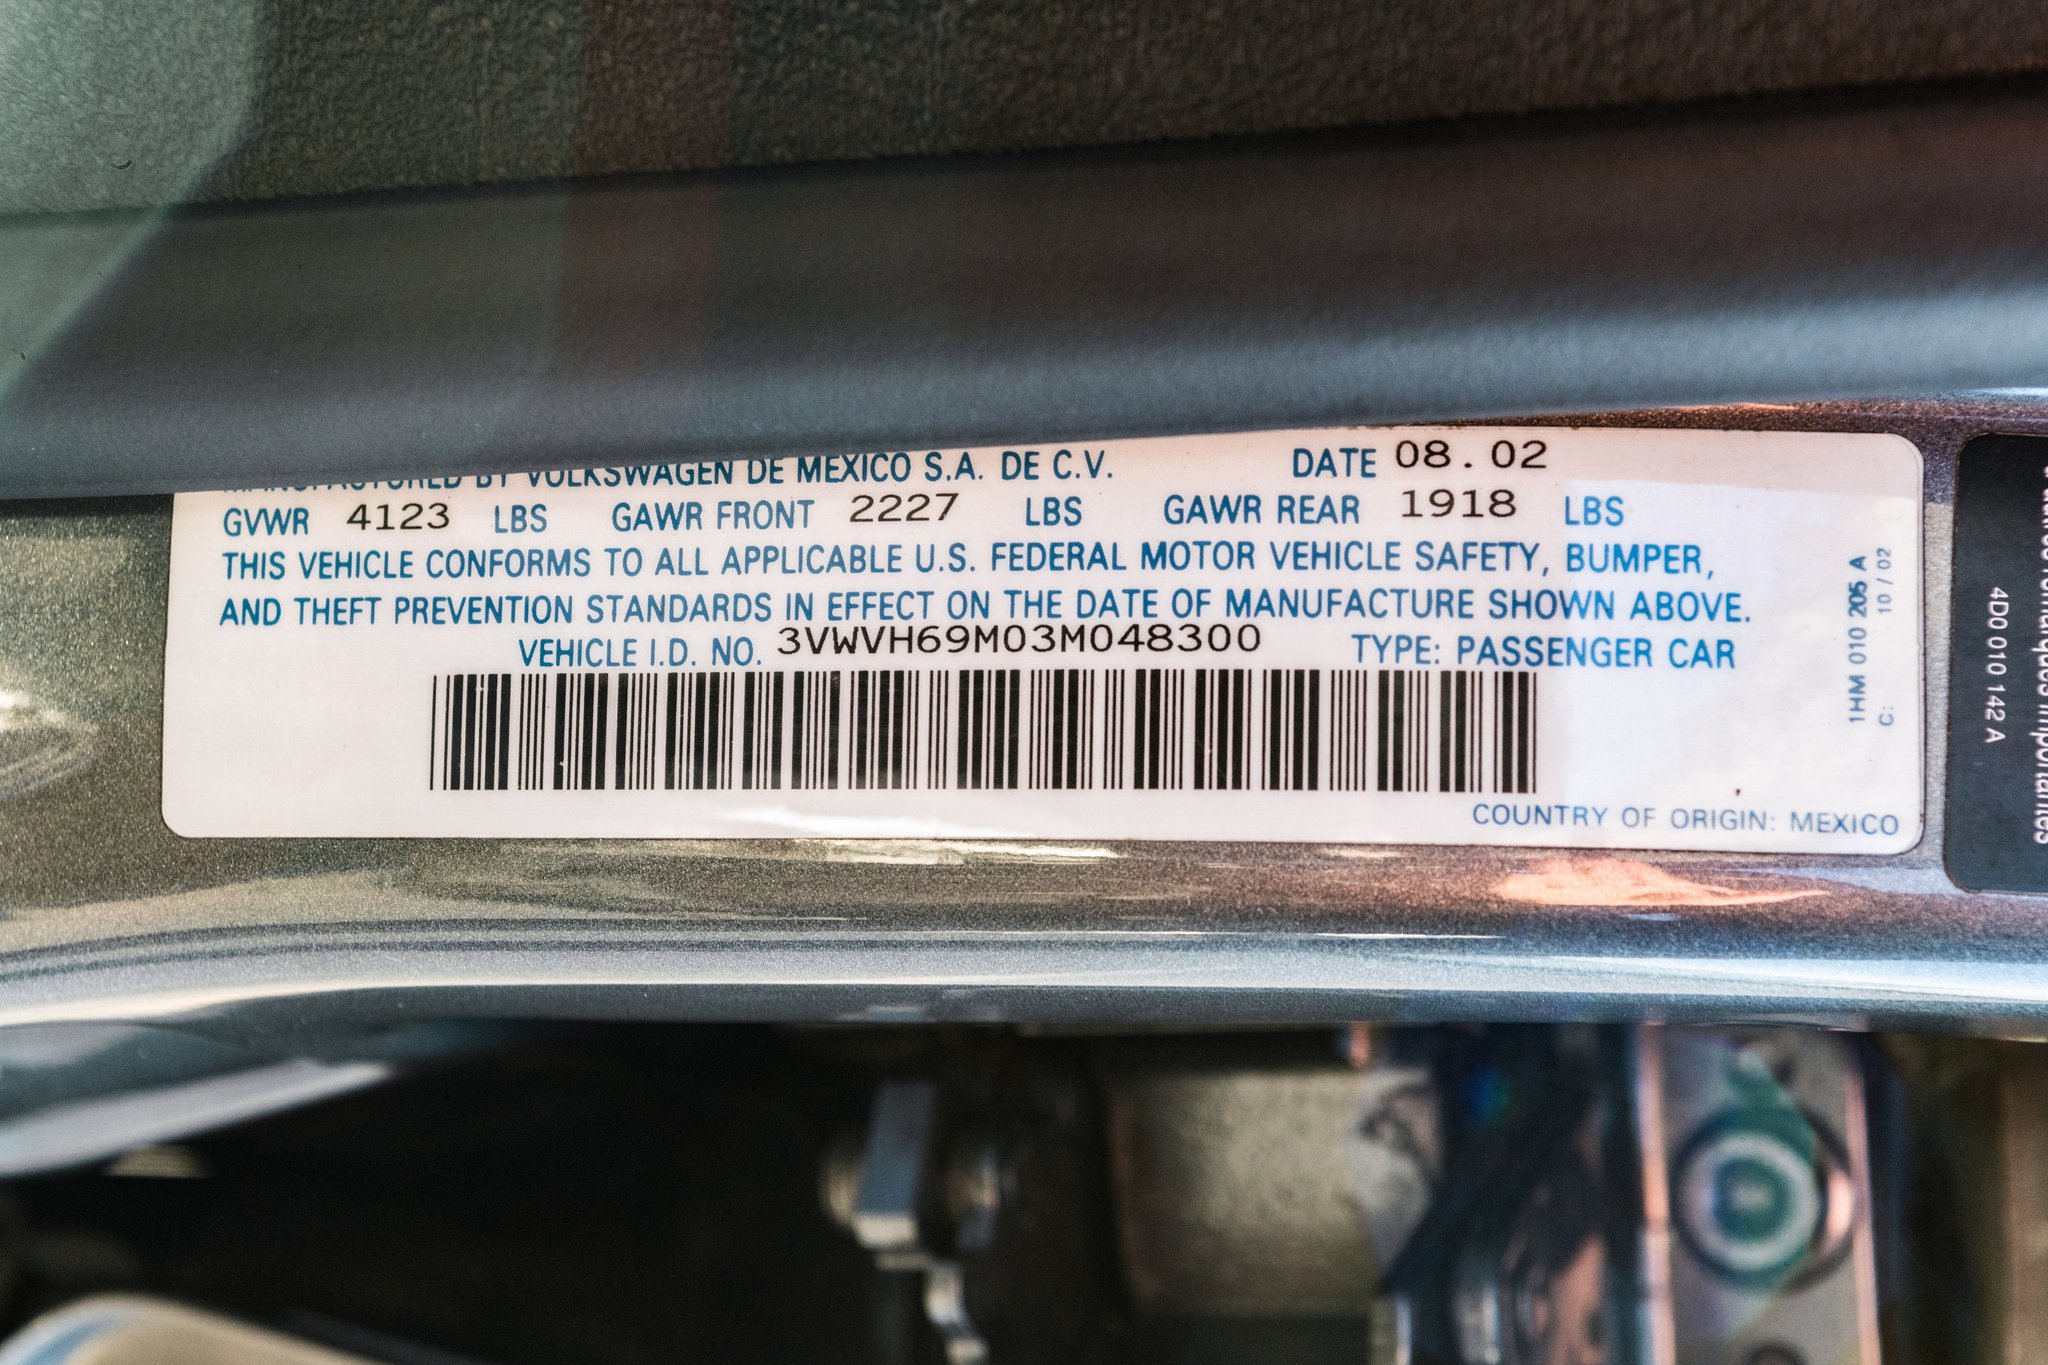 MANUFACTURED BY VOLKSWAGEN DE MEXICO S.A. DE C.V. DATE 08.02
GVWR 4123 LBS GAWR FRONT 2227 LBS GAWR REAR 1918 LBS
THIS VEHICLE CONFORMS TO ALL APPLICABLE U.S. FEDERAL MOTOR VEHICLE SAFETY, BUMPER,
AND THEFT PREVENTION STANDARDS IN EFFECT ON THE DATE OF MANUFACTURE SHOWN ABOVE.
VEHICLE I.D. NO. 3VWVH69M03M048300 TYPE: PASSENGER CAR
COUNTRY OF ORIGIN: MEXICO
1HM 010 205 A
C: 10/02
4D0 010 142 A